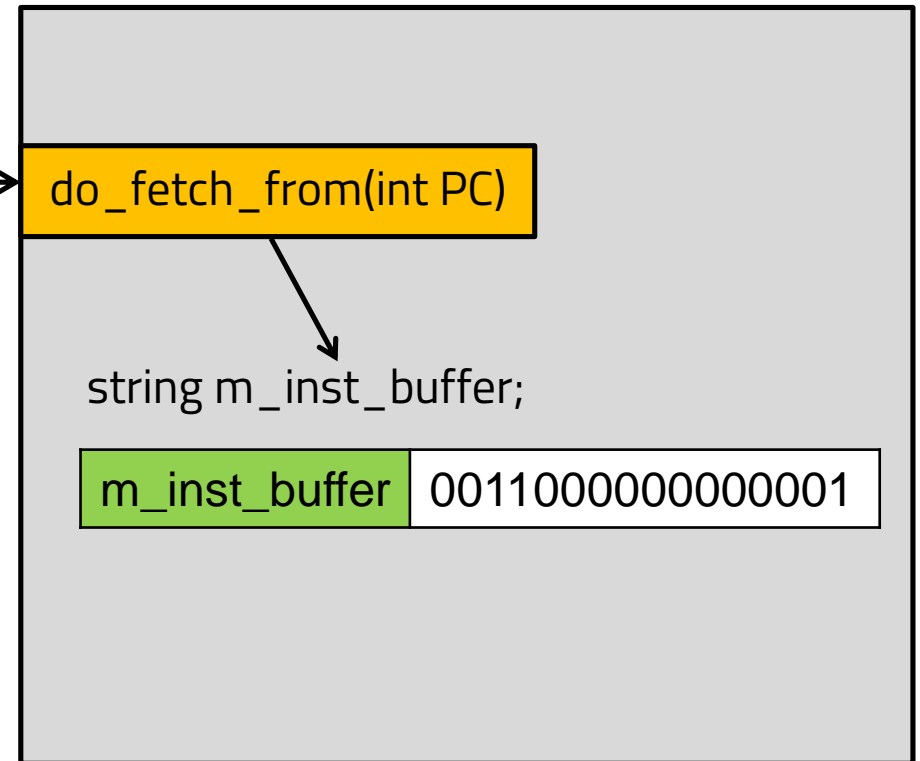 do_fetch_from(int PC)
string m_inst_buffer;
m_inst_buffer 0011000000000001